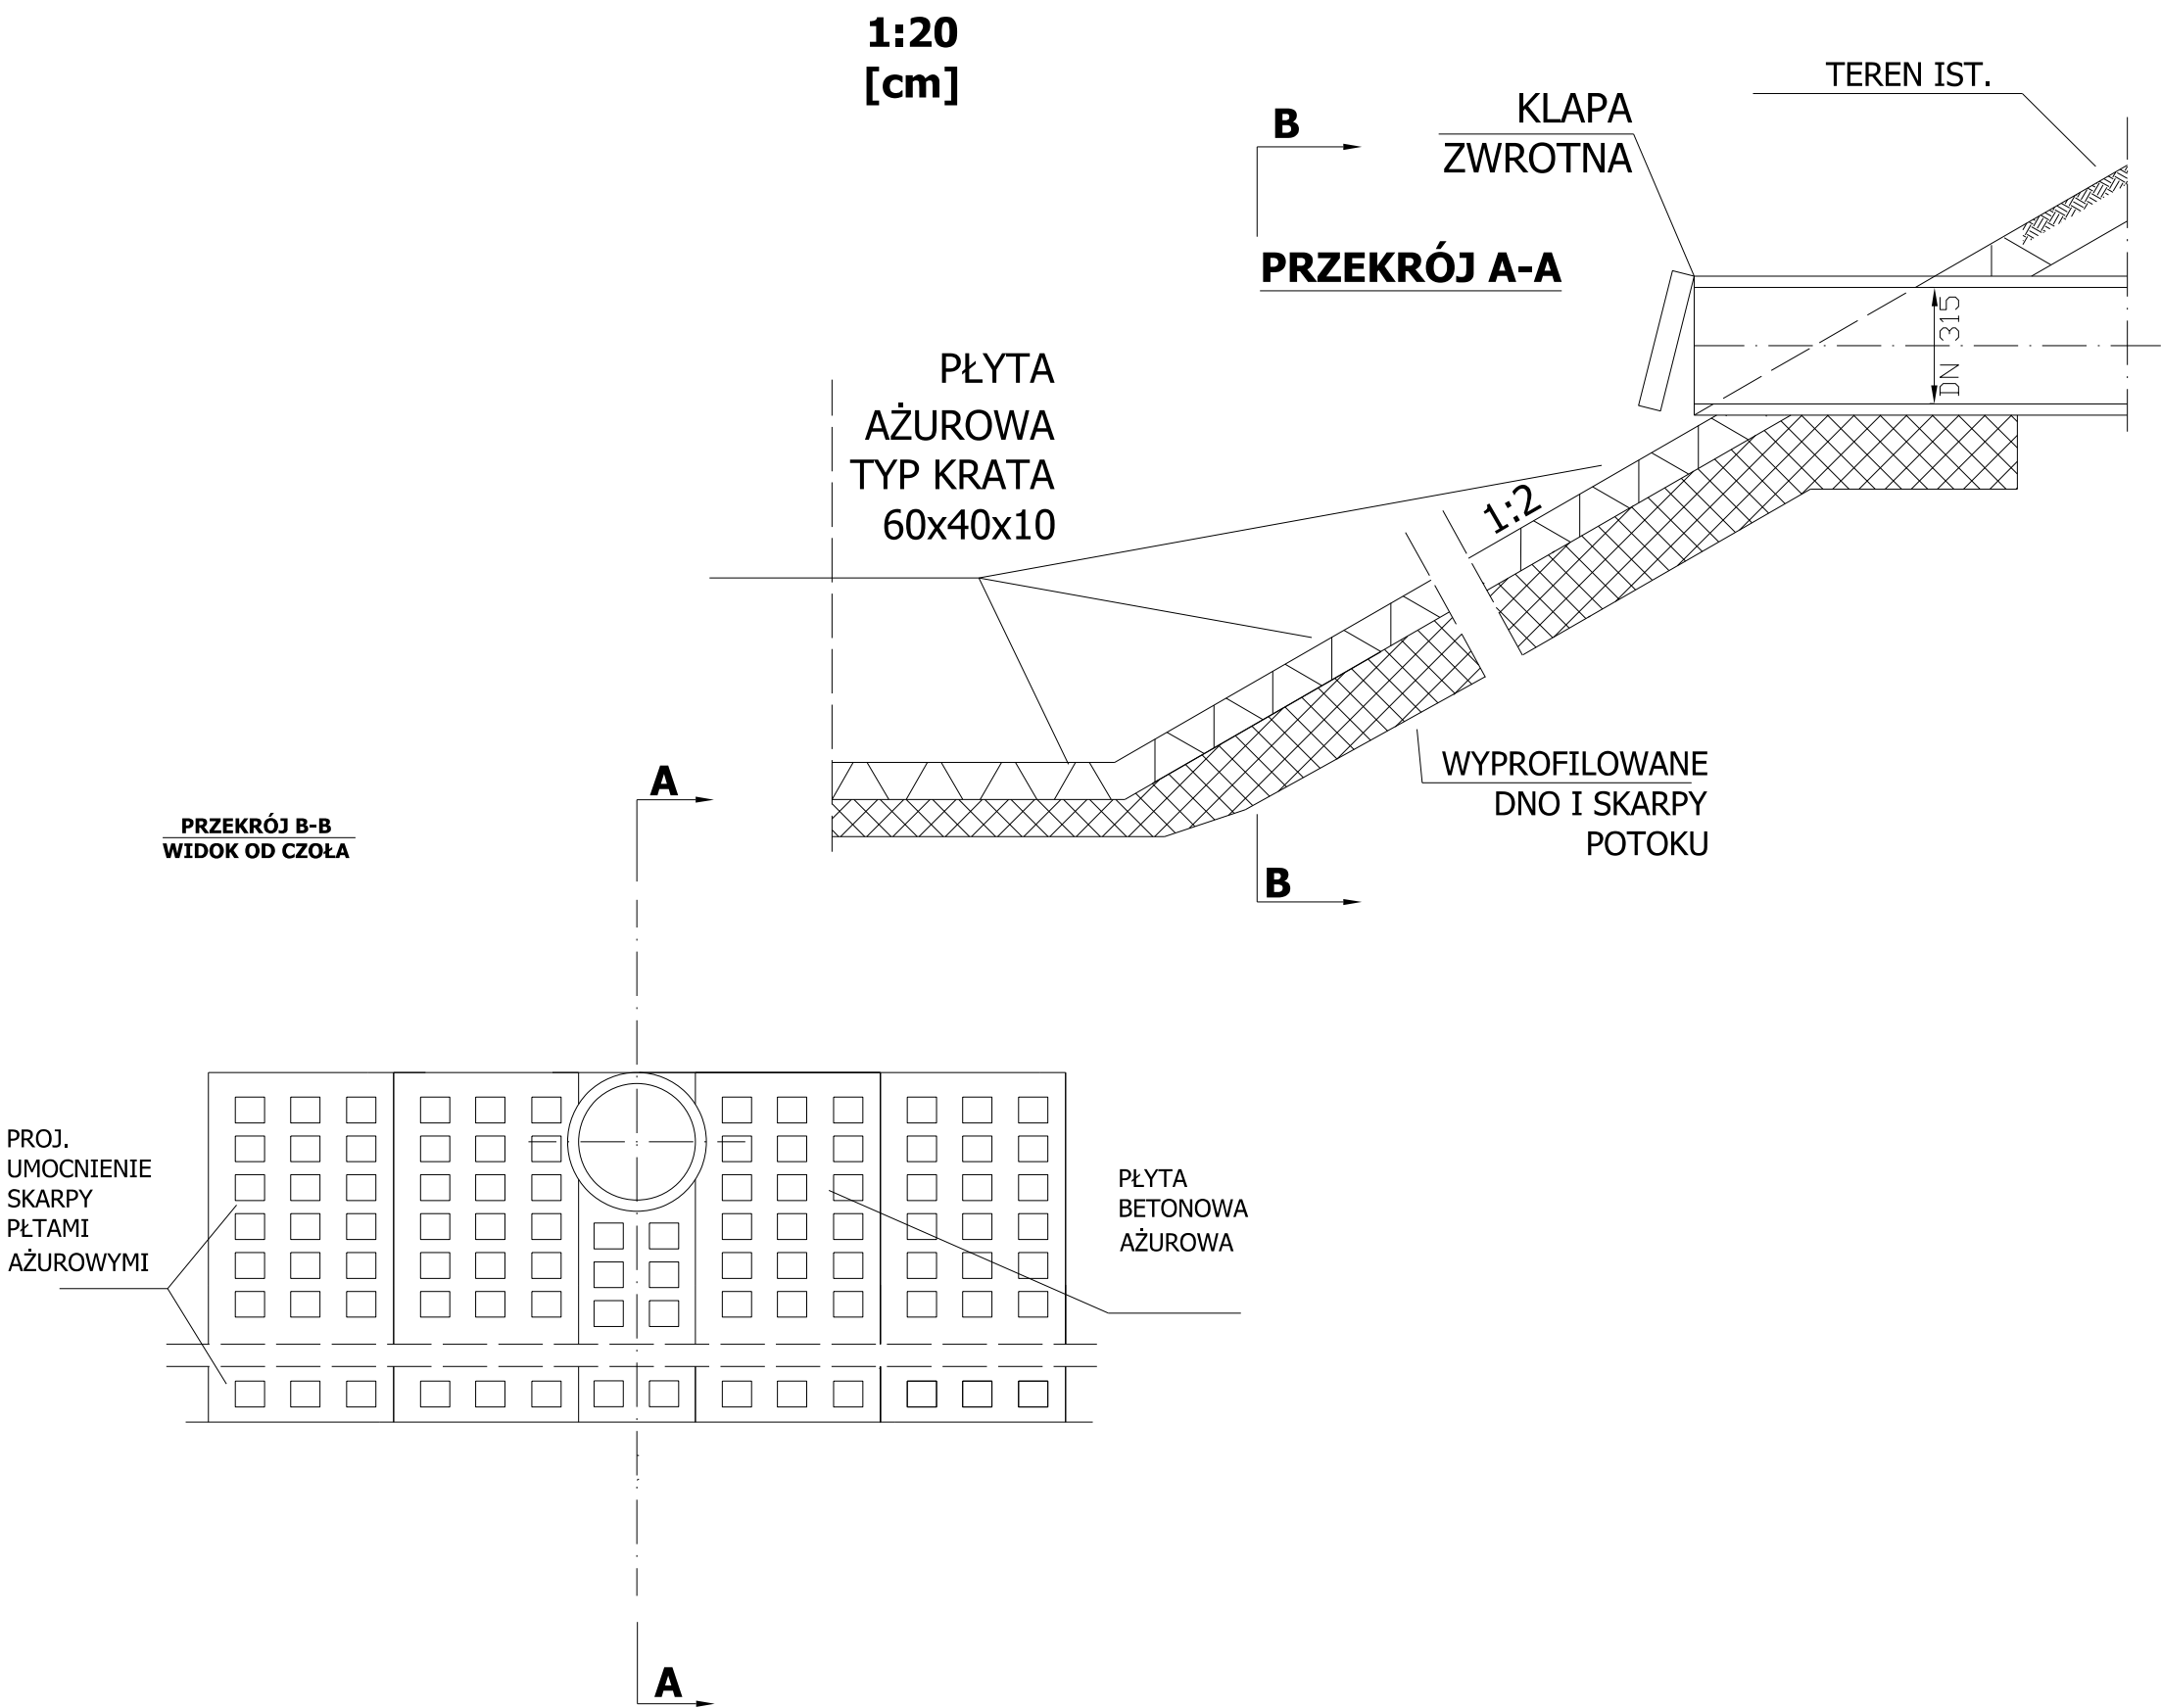 1:20
[cm]
TEREN IST.
B
KLAPA
ZWROTNA
PRZEKRÓJ A-A
DN 315
PŁYTA
AŻUROWA
TYP KRATA
60x40x10
1:2
WYPROFILOWANE
DNO I SKARPY
POTOKU
B
A
PRZEKRÓJ B-B
WIDOK OD CZOŁA
PROJ.
UMOCNIENIE
SKARPY
PŁTAMI
AŻUROWYMI
PŁYTA
BETONOWA
AŻUROWA
A